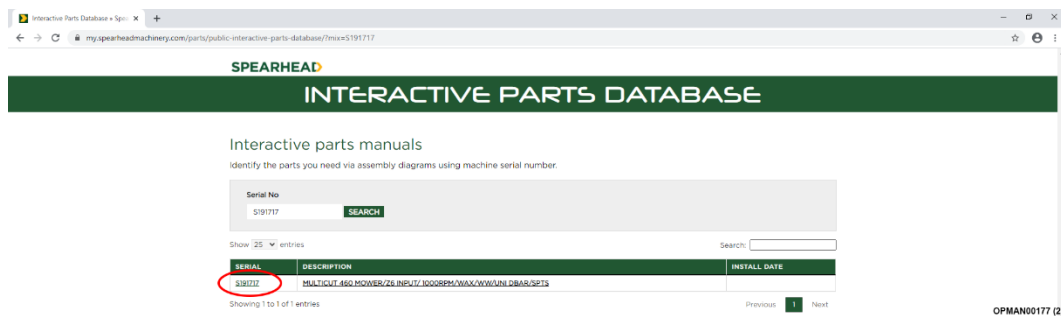 Interactive Parts Database • Spea
my.spearheadmachinery.com/parts/public-interactive-parts-database/?mix=S191717
SPEARHEAD
INTERACTIVE PARTS DATABASE
Interactive parts manuals
Identify the parts you need via assembly diagrams using machine serial number.
Serial No
S191717 SEARCH
Show 25 entries Search:
SERIAL DESCRIPTION INSTALL DATE
S191717 MULTICUT 460 MOWER/Z6 INPUT/ 1000RPM/WAX/WW/UNI DBAR/SPTS
Showing 1 to 1 of 1 entries Previous 1 Next
OPMAN00177 (2